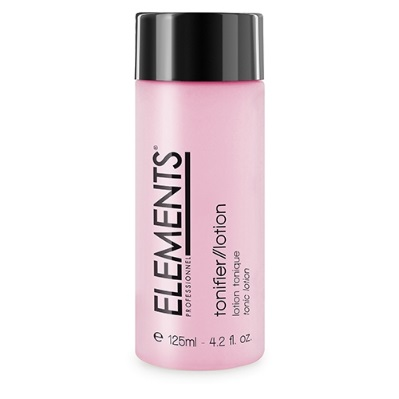 ELEMENTS®
PROFESSIONNEL
tonifier//lotion
lotion tonique
tonic lotion
e 125ml - 4.2 fl. oz.